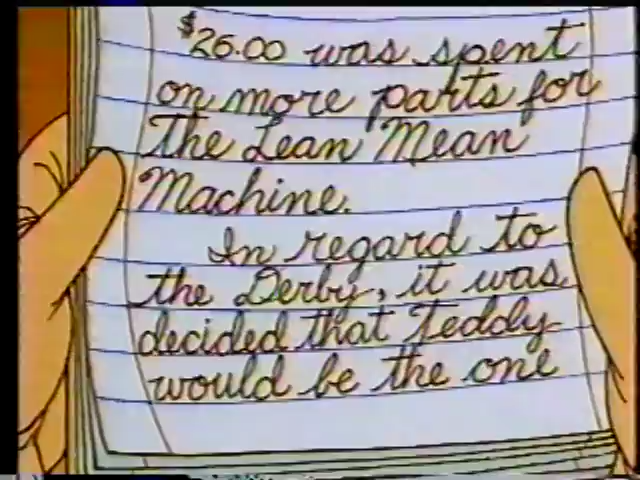 $26.00 was spent
on more parts for
The Lean Mean
Machine.
In regard to
the Derby, it was
decided that Teddy
would be the one